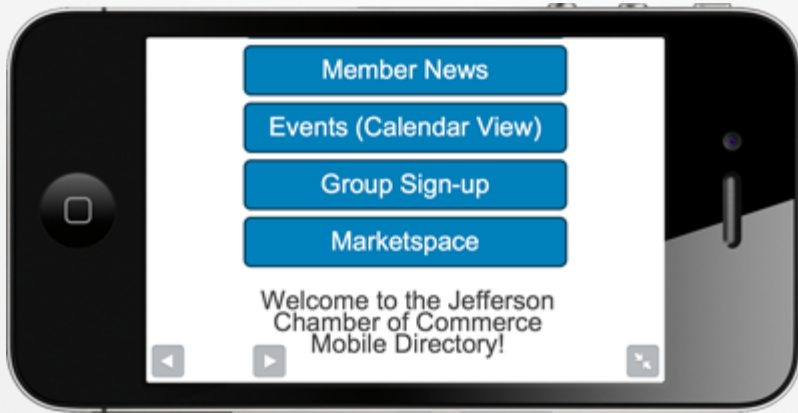 Member News
Events (Calendar View)
Group Sign-up
Marketspace
Welcome to the Jefferson
Chamber of Commerce
Mobile Directory!